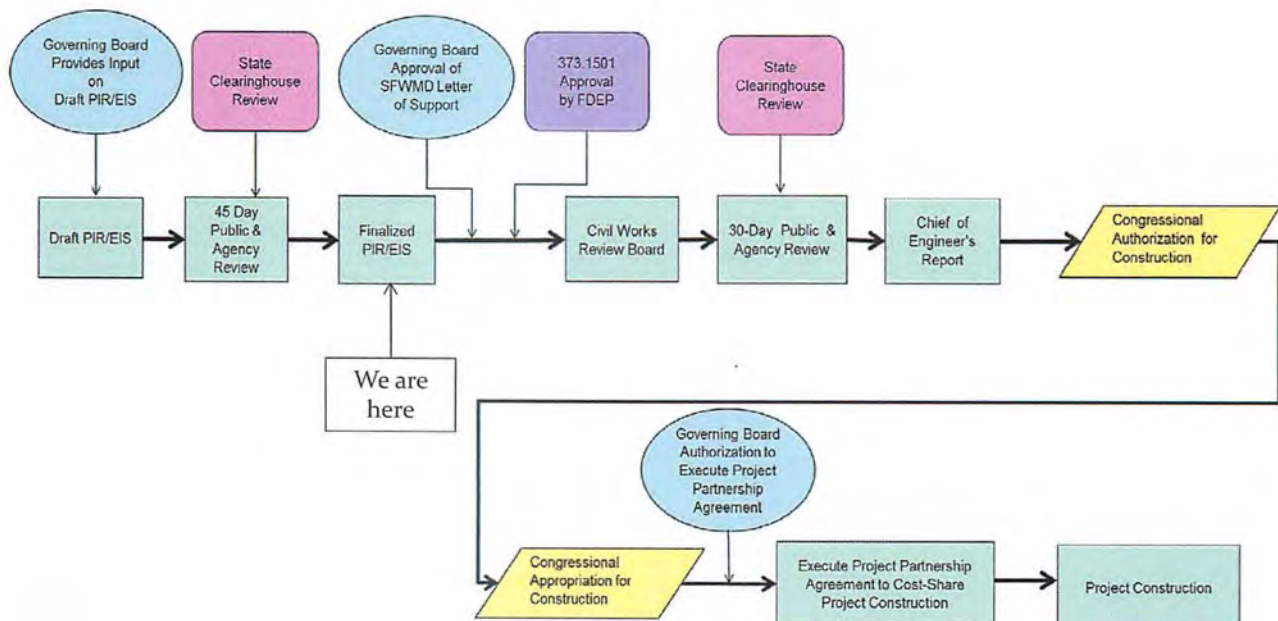 Governing Board
Provides Input
on
Draft PIR/EIS
State
Clearinghouse
Review
Governing Board
Approval of
SFWMD Letter
of Support
373.1501
Approval
by FDEP
State
Clearinghouse
Review
Draft PIR/EIS
45 Day
Public &
Agency
Review
Finalized
PIR/EIS
Civil Works
Review Board
30-Day Public &
Agency Review
Chief of
Engineer's
Report
Congressional
Authorization for
Construction
We are
here
Governing Board
Authorization to
Execute Project
Partnership
Agreement
Congressional
Appropriation for
Construction
Execute Project Partnership
Agreement to Cost-Share
Project Construction
Project Construction